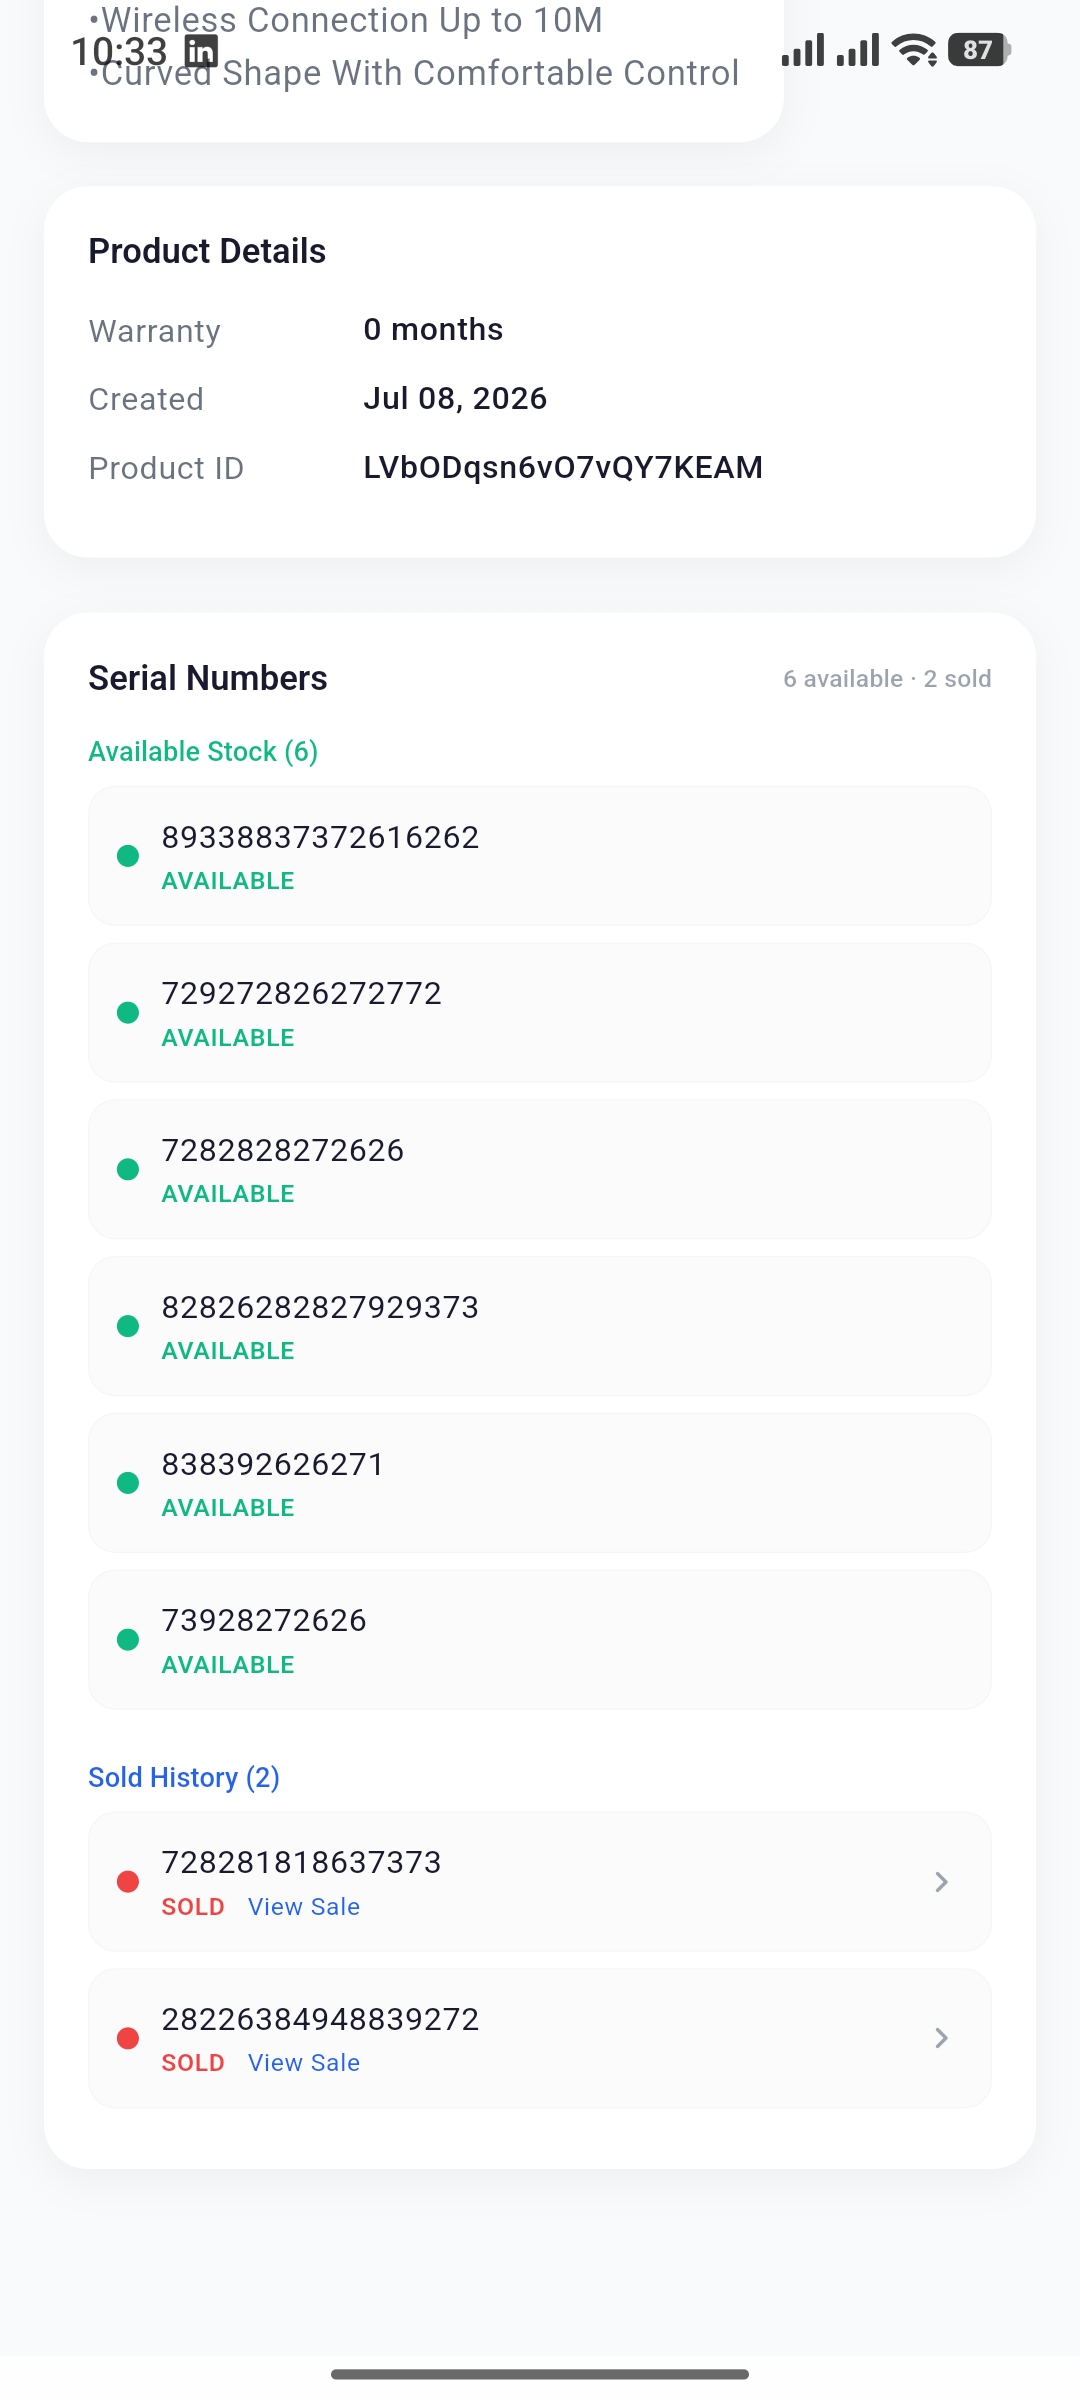 •Wireless Connection Up to 10M
10:33 in 87
•Curved Shape With Comfortable Control
Product Details
Warranty 0 months
Created Jul 08, 2026
Product ID LVbODqsn6vO7vQY7KEAM
Serial Numbers 6 available · 2 sold
Available Stock (6)
89338837372616262
AVAILABLE
729272826272772
AVAILABLE
7282828272626
AVAILABLE
82826282827929373
AVAILABLE
838392626271
AVAILABLE
73928272626
AVAILABLE
Sold History (2)
728281818637373
SOLD View Sale
28226384948839272
SOLD View Sale